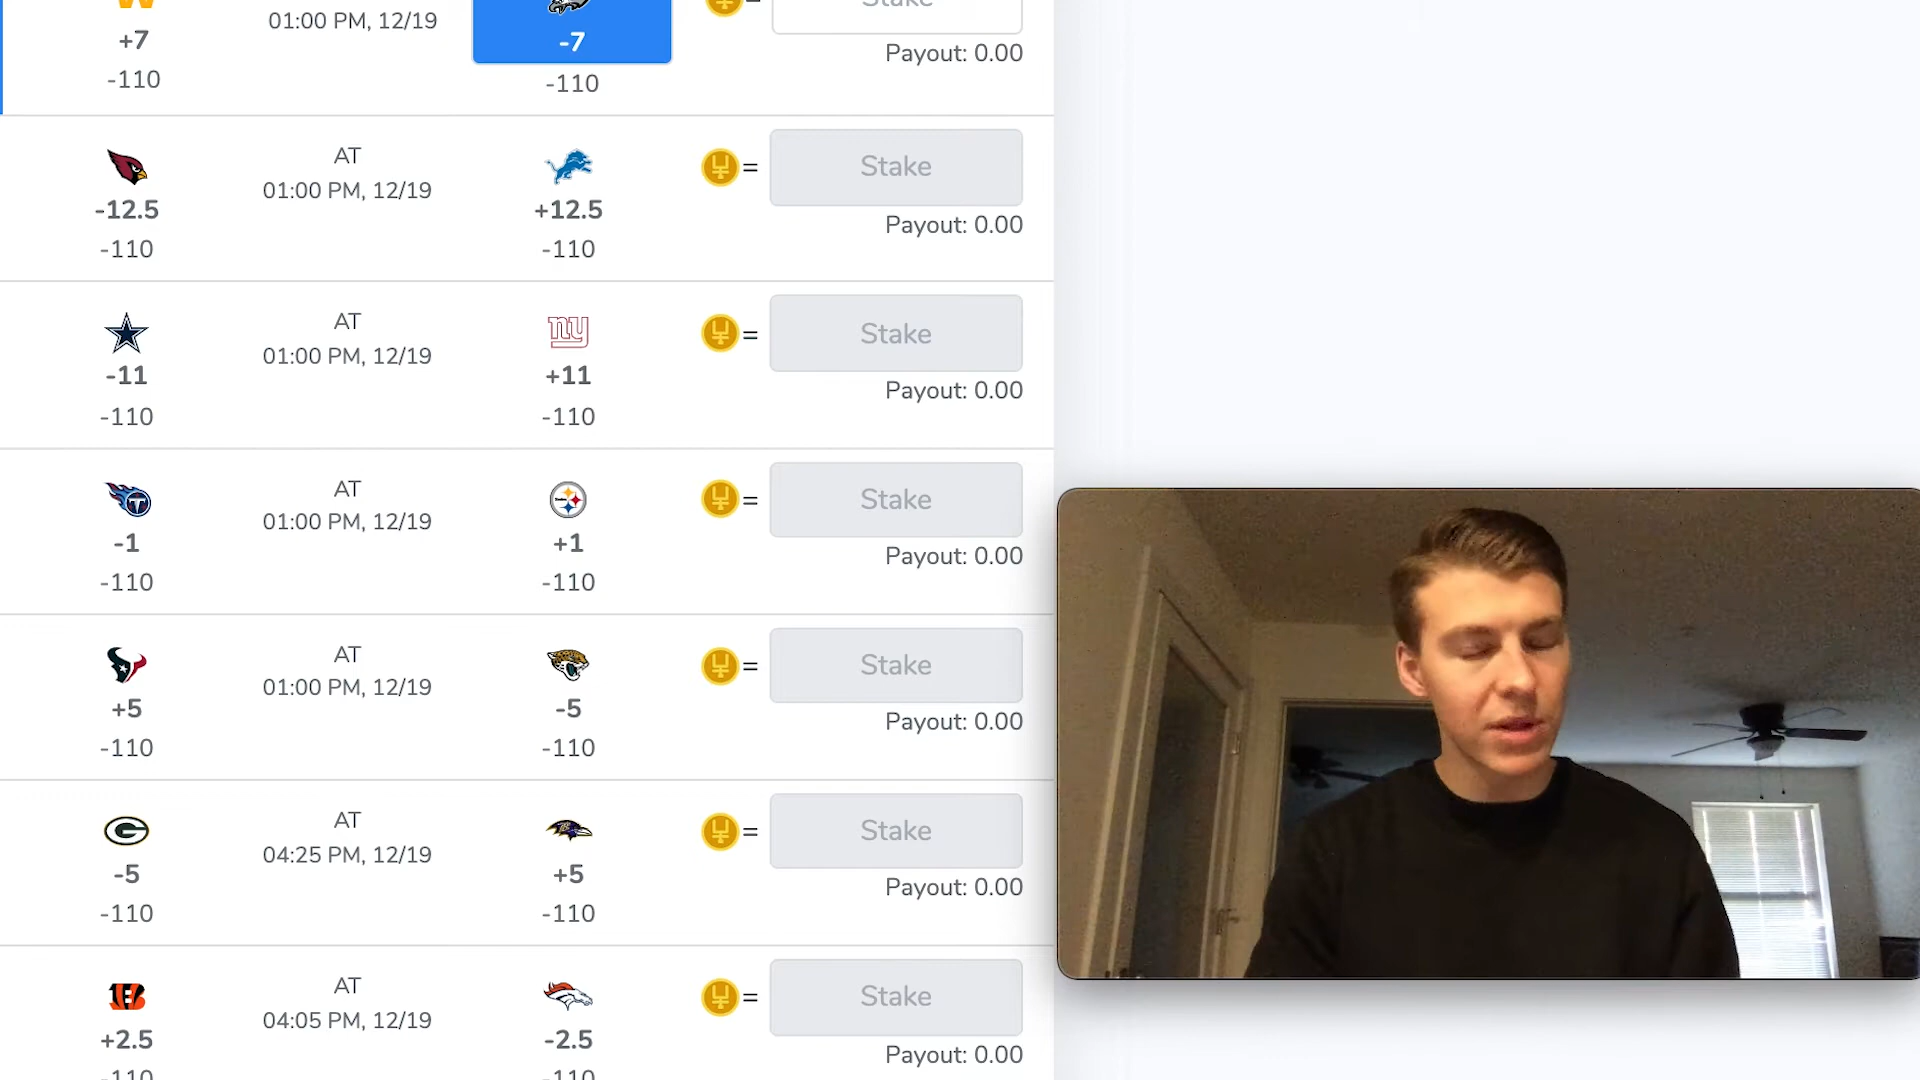 W
+7
-110
01:00 PM, 12/19
-7
-110
=
Stake
Payout: 0.00
-12.5
-110
AT
01:00 PM, 12/19
+12.5
-110
=
Stake
Payout: 0.00
-11
-110
AT
01:00 PM, 12/19
ny
+11
-110
=
Stake
Payout: 0.00
T
-1
-110
AT
01:00 PM, 12/19
Steelers
+1
-110
=
Stake
Payout: 0.00
+5
-110
AT
01:00 PM, 12/19
-5
-110
=
Stake
Payout: 0.00
G
-5
-110
AT
04:25 PM, 12/19
+5
-110
=
Stake
Payout: 0.00
B
+2.5
-110
AT
04:05 PM, 12/19
-2.5
-110
=
Stake
Payout: 0.00